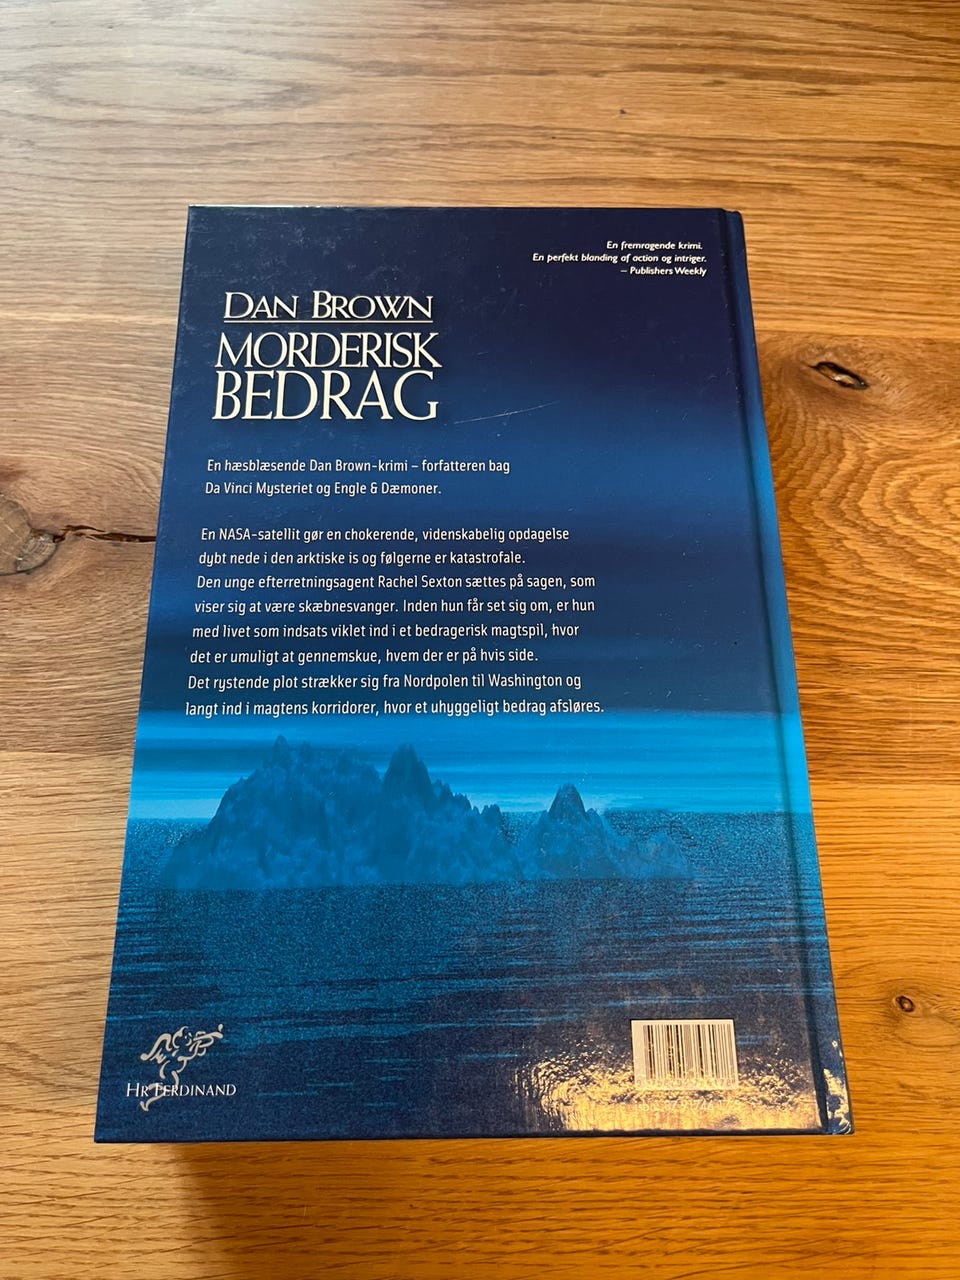 En fremragende krimi.
En perfekt blanding af action og intriger.
– Publishers Weekly
DAN BROWN
MORDERISK
BEDRAG
En hæsblæsende Dan Brown-krimi – forfatteren bag
Da Vinci Mysteriet og Engle & Dæmoner.
En NASA-satellit gør en chokerende, videnskabelig opdagelse
dybt nede i den arktiske is og følgerne er katastrofale.
Den unge efterretningsagent Rachel Sexton sættes på sagen, som
viser sig at være skæbnesvanger. Inden hun får set sig om, er hun
med livet som indsats viklet ind i et bedragerisk magtspil, hvor
det er umuligt at gennemskue, hvem der er på hvis side.
Det rystende plot strækker sig fra Nordpolen til Washington og
langt ind i magtens korridorer, hvor et uhyggeligt bedrag afsløres.
HR FERDINAND